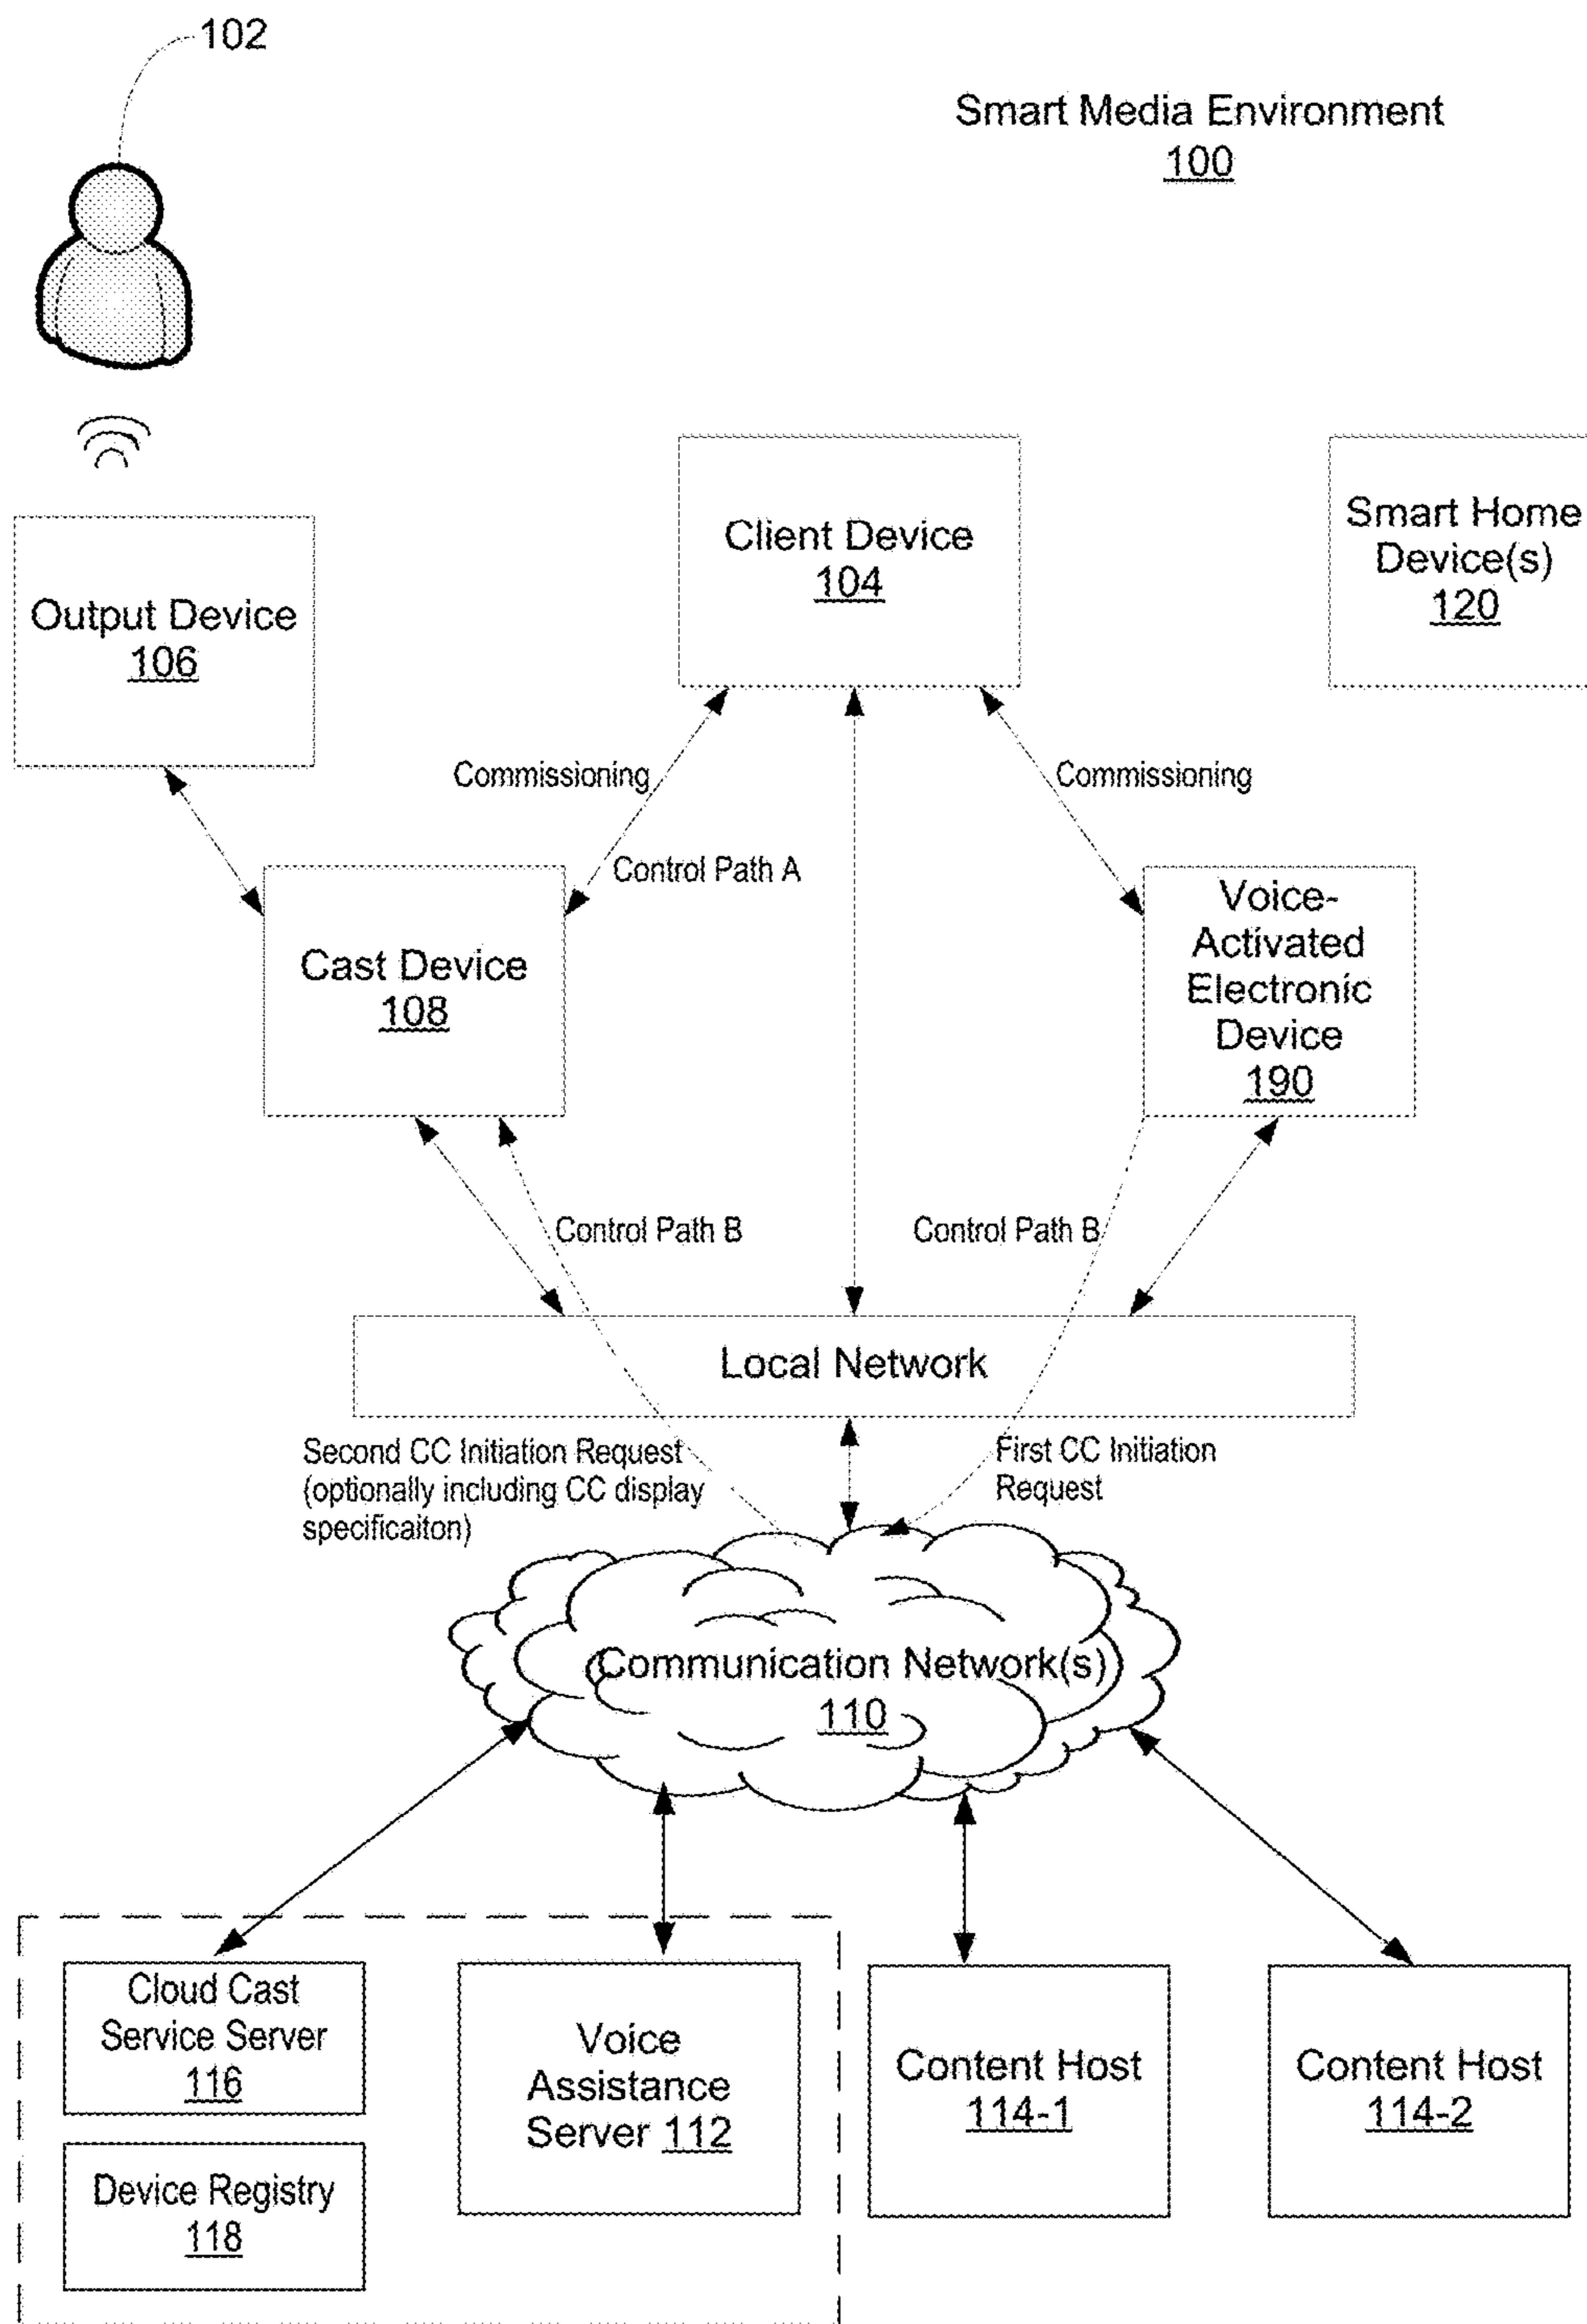 102
Smart Media Environment
100
Client Device
104
Smart Home
Device(s)
120
Output Device
106
Commissioning
Commissioning
Control Path A
Cast Device
108
Voice-
Activated
Electronic
Device
190
Control Path B
Control Path B
Local Network
Second CC Initiation Request
(optionally including CC display
specificaiton)
First CC Initiation
Request
Communication Network(s)
110
Cloud Cast
Service Server
116
Voice
Assistance
Server 112
Content Host
114-1
Content Host
114-2
Device Registry
118